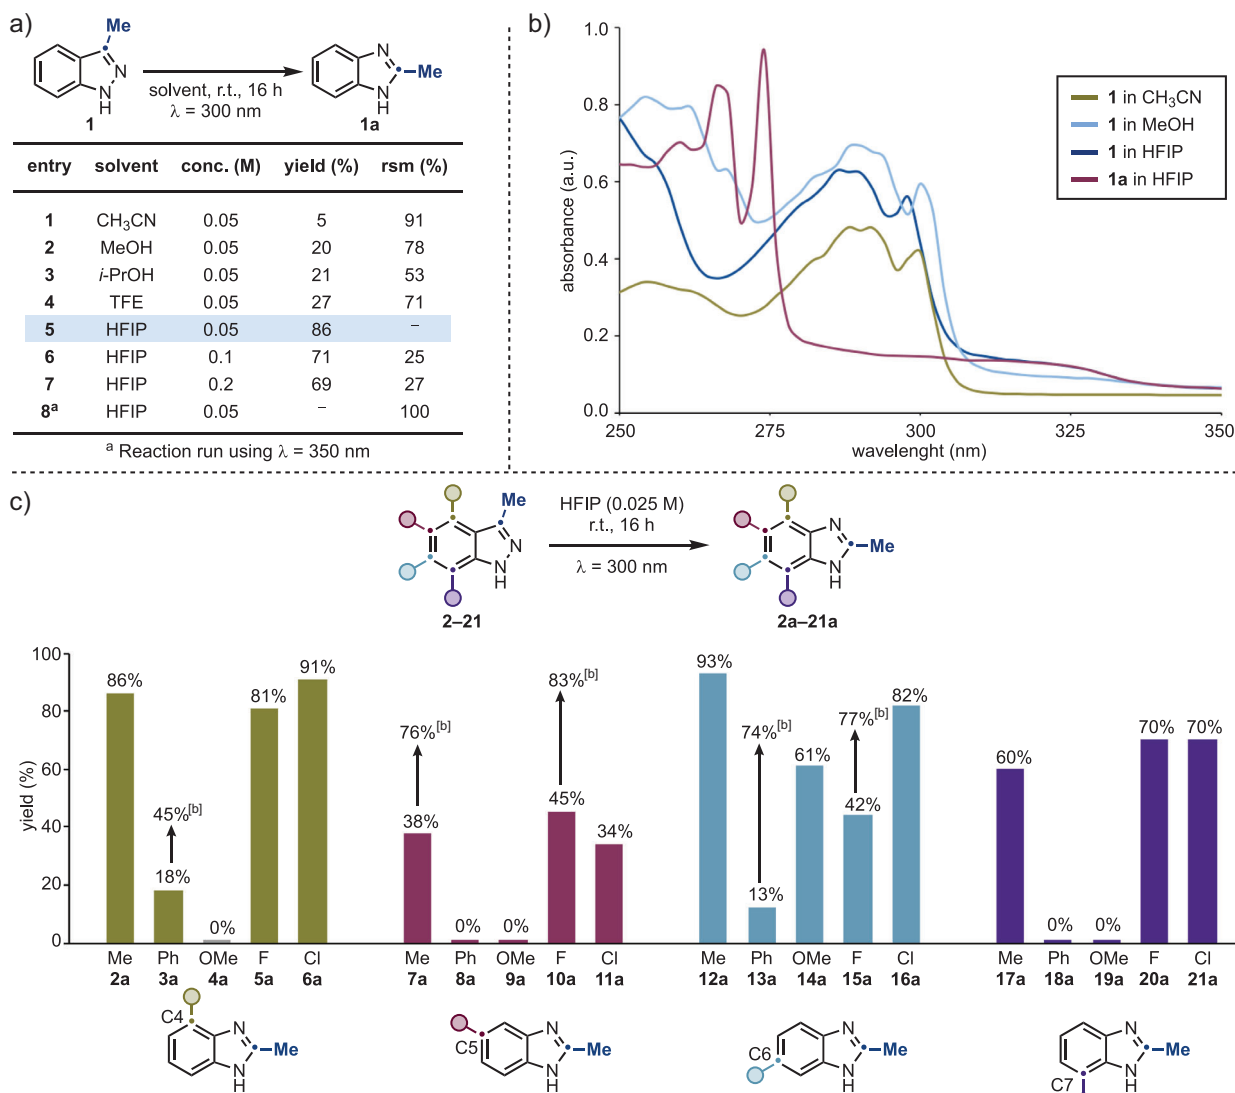 a)
Me
N
N
H
1
solvent, r.t., 16 h
λ = 300 nm
N
Me
N
H
1a
entry solvent conc. (M) yield (%) rsm (%)
1 CH₃CN 0.05 5 91
2 MeOH 0.05 20 78
3 i-PrOH 0.05 21 53
4 TFE 0.05 27 71
5 HFIP 0.05 86 –
6 HFIP 0.1 71 25
7 HFIP 0.2 69 27
8ᵃ HFIP 0.05 – 100
ᵃ Reaction run using λ = 350 nm
b)
1.0
0.8
0.6
0.4
0.2
0.0
absorbance (a.u.)
250 275 300 325 350
wavelenght (nm)
1 in CH₃CN
1 in MeOH
1 in HFIP
1a in HFIP
c)
Me
N
N
H
2–21
HFIP (0.025 M)
r.t., 16 h
λ = 300 nm
N
Me
N
H
2a–21a
yield (%)
100
80
60
40
20
0
86% 45%[b] 18% 0% 81% 91%
76%[b] 38% 0% 0% 83%[b] 45% 34%
93% 74%[b] 13% 61% 77%[b] 42% 82%
60% 0% 0% 70% 70%
Me Ph OMe F Cl Me Ph OMe F Cl Me Ph OMe F Cl Me Ph OMe F Cl
2a 3a 4a 5a 6a 7a 8a 9a 10a 11a 12a 13a 14a 15a 16a 17a 18a 19a 20a 21a
C4
N
Me
N
H
C5
N
Me
N
H
C6
N
Me
N
H
C7
N
Me
N
H